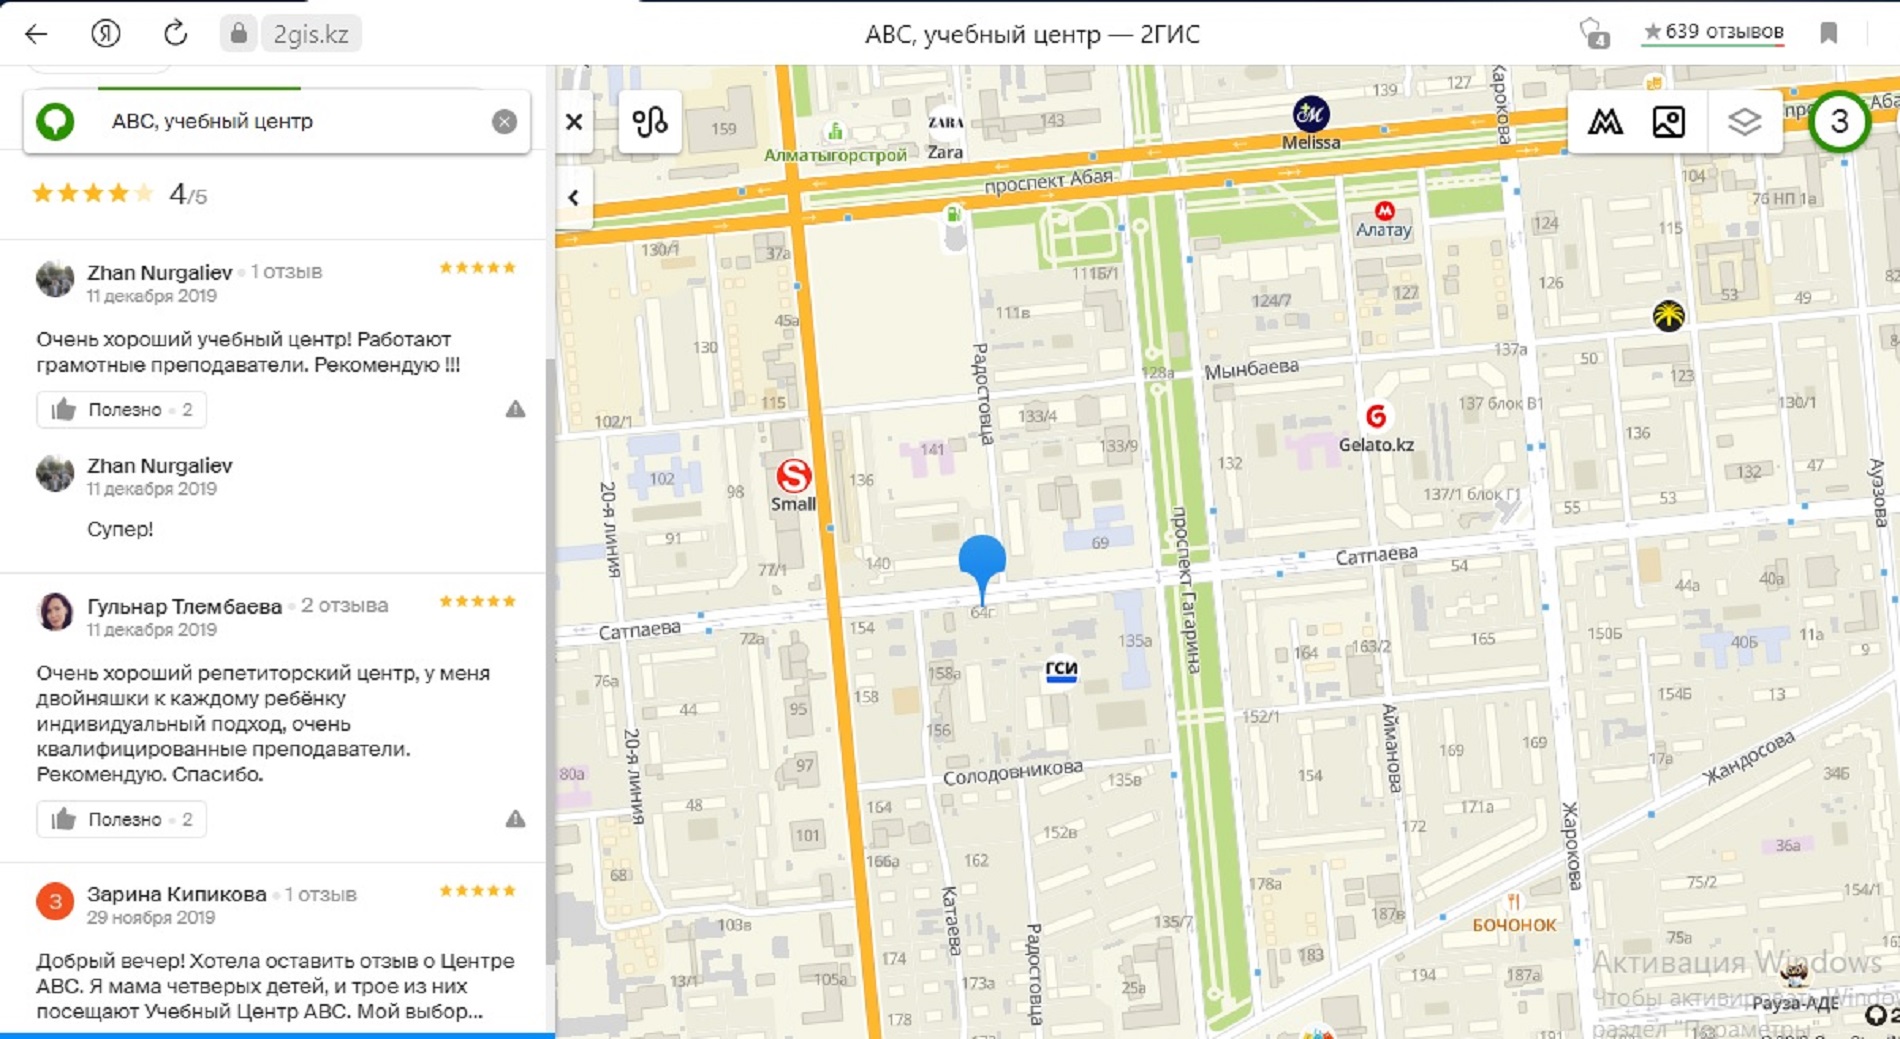 2gis.kz
ABC, учебный центр — 2ГИС
4
639 отзывов
ABC, учебный центр
4/5
Zhan Nurgaliev 1 отзыв
11 декабря 2019
Очень хороший учебный центр! Работают
грамотные преподаватели. Рекомендую !!!
Полезно 2
Zhan Nurgaliev
11 декабря 2019
Супер!
Гульнар Тлембаева 2 отзыва
11 декабря 2019
Очень хороший репетиторский центр, у меня
двойняшки к каждому ребёнку
индивидуальный подход, очень
квалифицированные преподаватели.
Рекомендую. Спасибо.
Полезно 2
З
Зарина Кипикова 1 отзыв
29 ноября 2019
Добрый вечер! Хотела оставить отзыв о Центре
ABC. Я мама четверых детей, и трое из них
посещают Учебный Центр ABC. Мой выбор...
159
143
139
127
ZARA
Zara
Алматыгорстрой
Melissa
Жарокова
3
проспект Абая
104
76 НП 1а
124
Алатау
130/1
37а
111Б/1
126
53
49
124/7
127
111в
45а
130
Радостовца
Мынбаева
128а
137а
50
123
115
102/1
133/4
137 блок В1
130/1
Gelato.kz
136
141
133/9
132
132
47
102
98
Small
136
20-я линия
137/1 блок Г1
55
53
Ауэзова
91
69
проспект Гагарина
77/1
140
Сатпаева
54
44а
40а
64г
Сатпаева
72а
154
135а
163/2
164
165
150Б
40Б
11а
9
ГСИ
76а
158а
158
44
95
154Б
13
156
152/1
Айманова
20-я линия
97
Солодовникова
135в
154
169
169
17а
Жандосова
34Б
80а
48
164
171а
101
152в
172
Жарокова
36а
166а
162
68
178а
75/2
154/1
Катаева
103в
135/7
187в
БОЧОНОК
75а
Радостовца
174
183
13/1
105а
173а
25а
194
187а
178
Рауза-АДЕ
Активация Windows
Чтобы активировать Windo
раздел "Параметры"